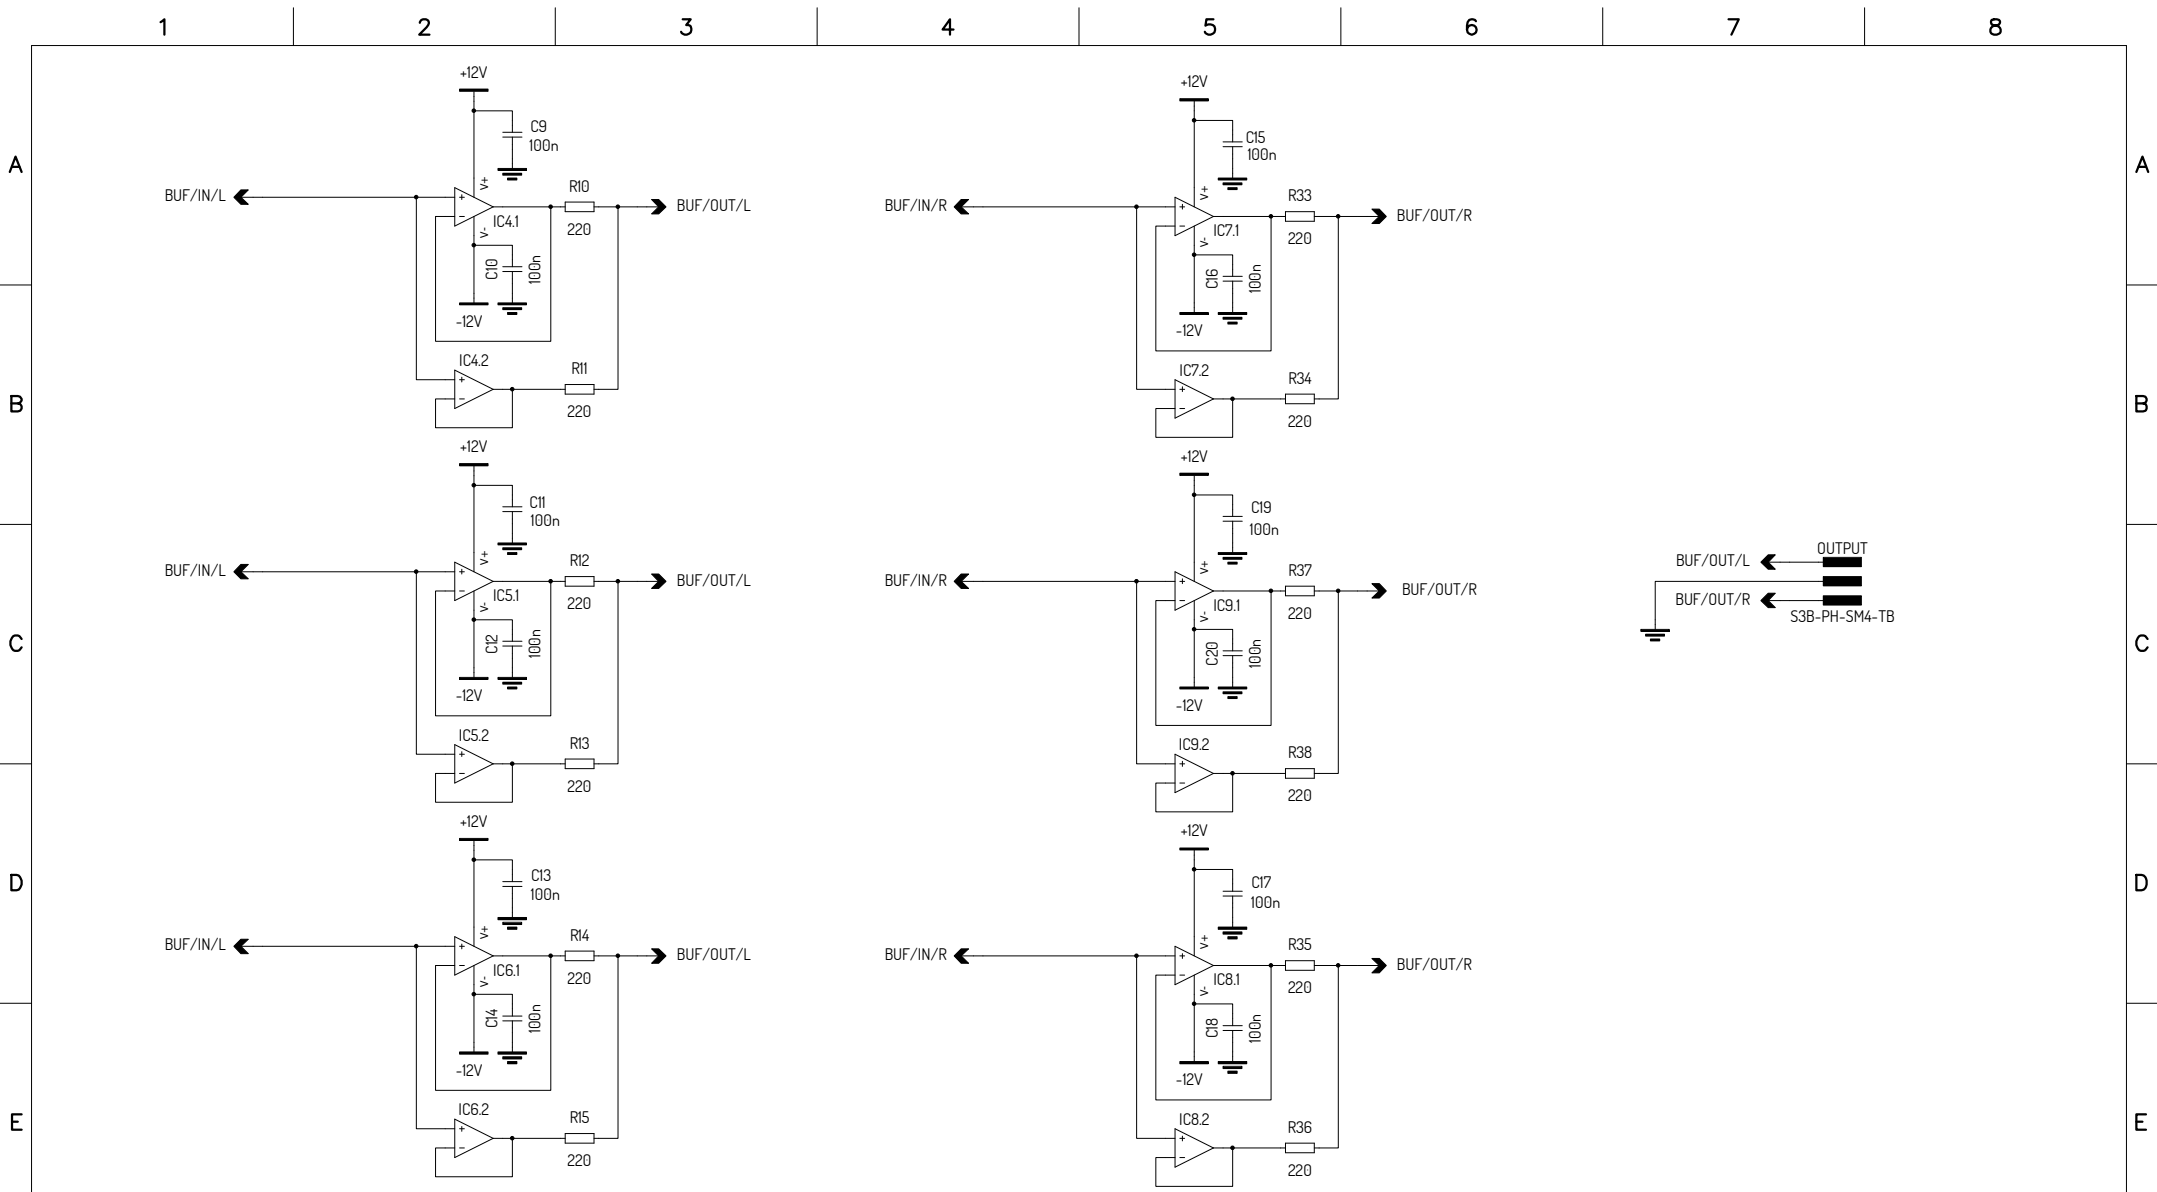 1 2 3 4 5 6 7 8
A
A
+12V
C9
100n
V+
BUF/IN/L
R10
BUF/OUT/L
IC4.1
220
V-
C10
100n
-12V
IC4.2
R11
220
+12V
C15
100n
V+
BUF/IN/R
R33
BUF/OUT/R
IC7.1
220
V-
C16
100n
-12V
IC7.2
R34
220
B
B
+12V
C11
100n
V+
BUF/IN/L
R12
BUF/OUT/L
IC5.1
220
V-
C12
100n
-12V
IC5.2
R13
220
+12V
C19
100n
V+
BUF/IN/R
R37
BUF/OUT/R
IC9.1
220
V-
C20
100n
-12V
IC9.2
R38
220
OUTPUT
BUF/OUT/L
BUF/OUT/R
S3B-PH-SM4-TB
C
C
+12V
C13
100n
V+
BUF/IN/L
R14
BUF/OUT/L
IC6.1
220
V-
C14
100n
-12V
IC6.2
R15
220
+12V
C17
100n
V+
BUF/IN/R
R35
BUF/OUT/R
IC8.1
220
V-
C18
100n
-12V
IC8.2
R36
220
D
D
E
E